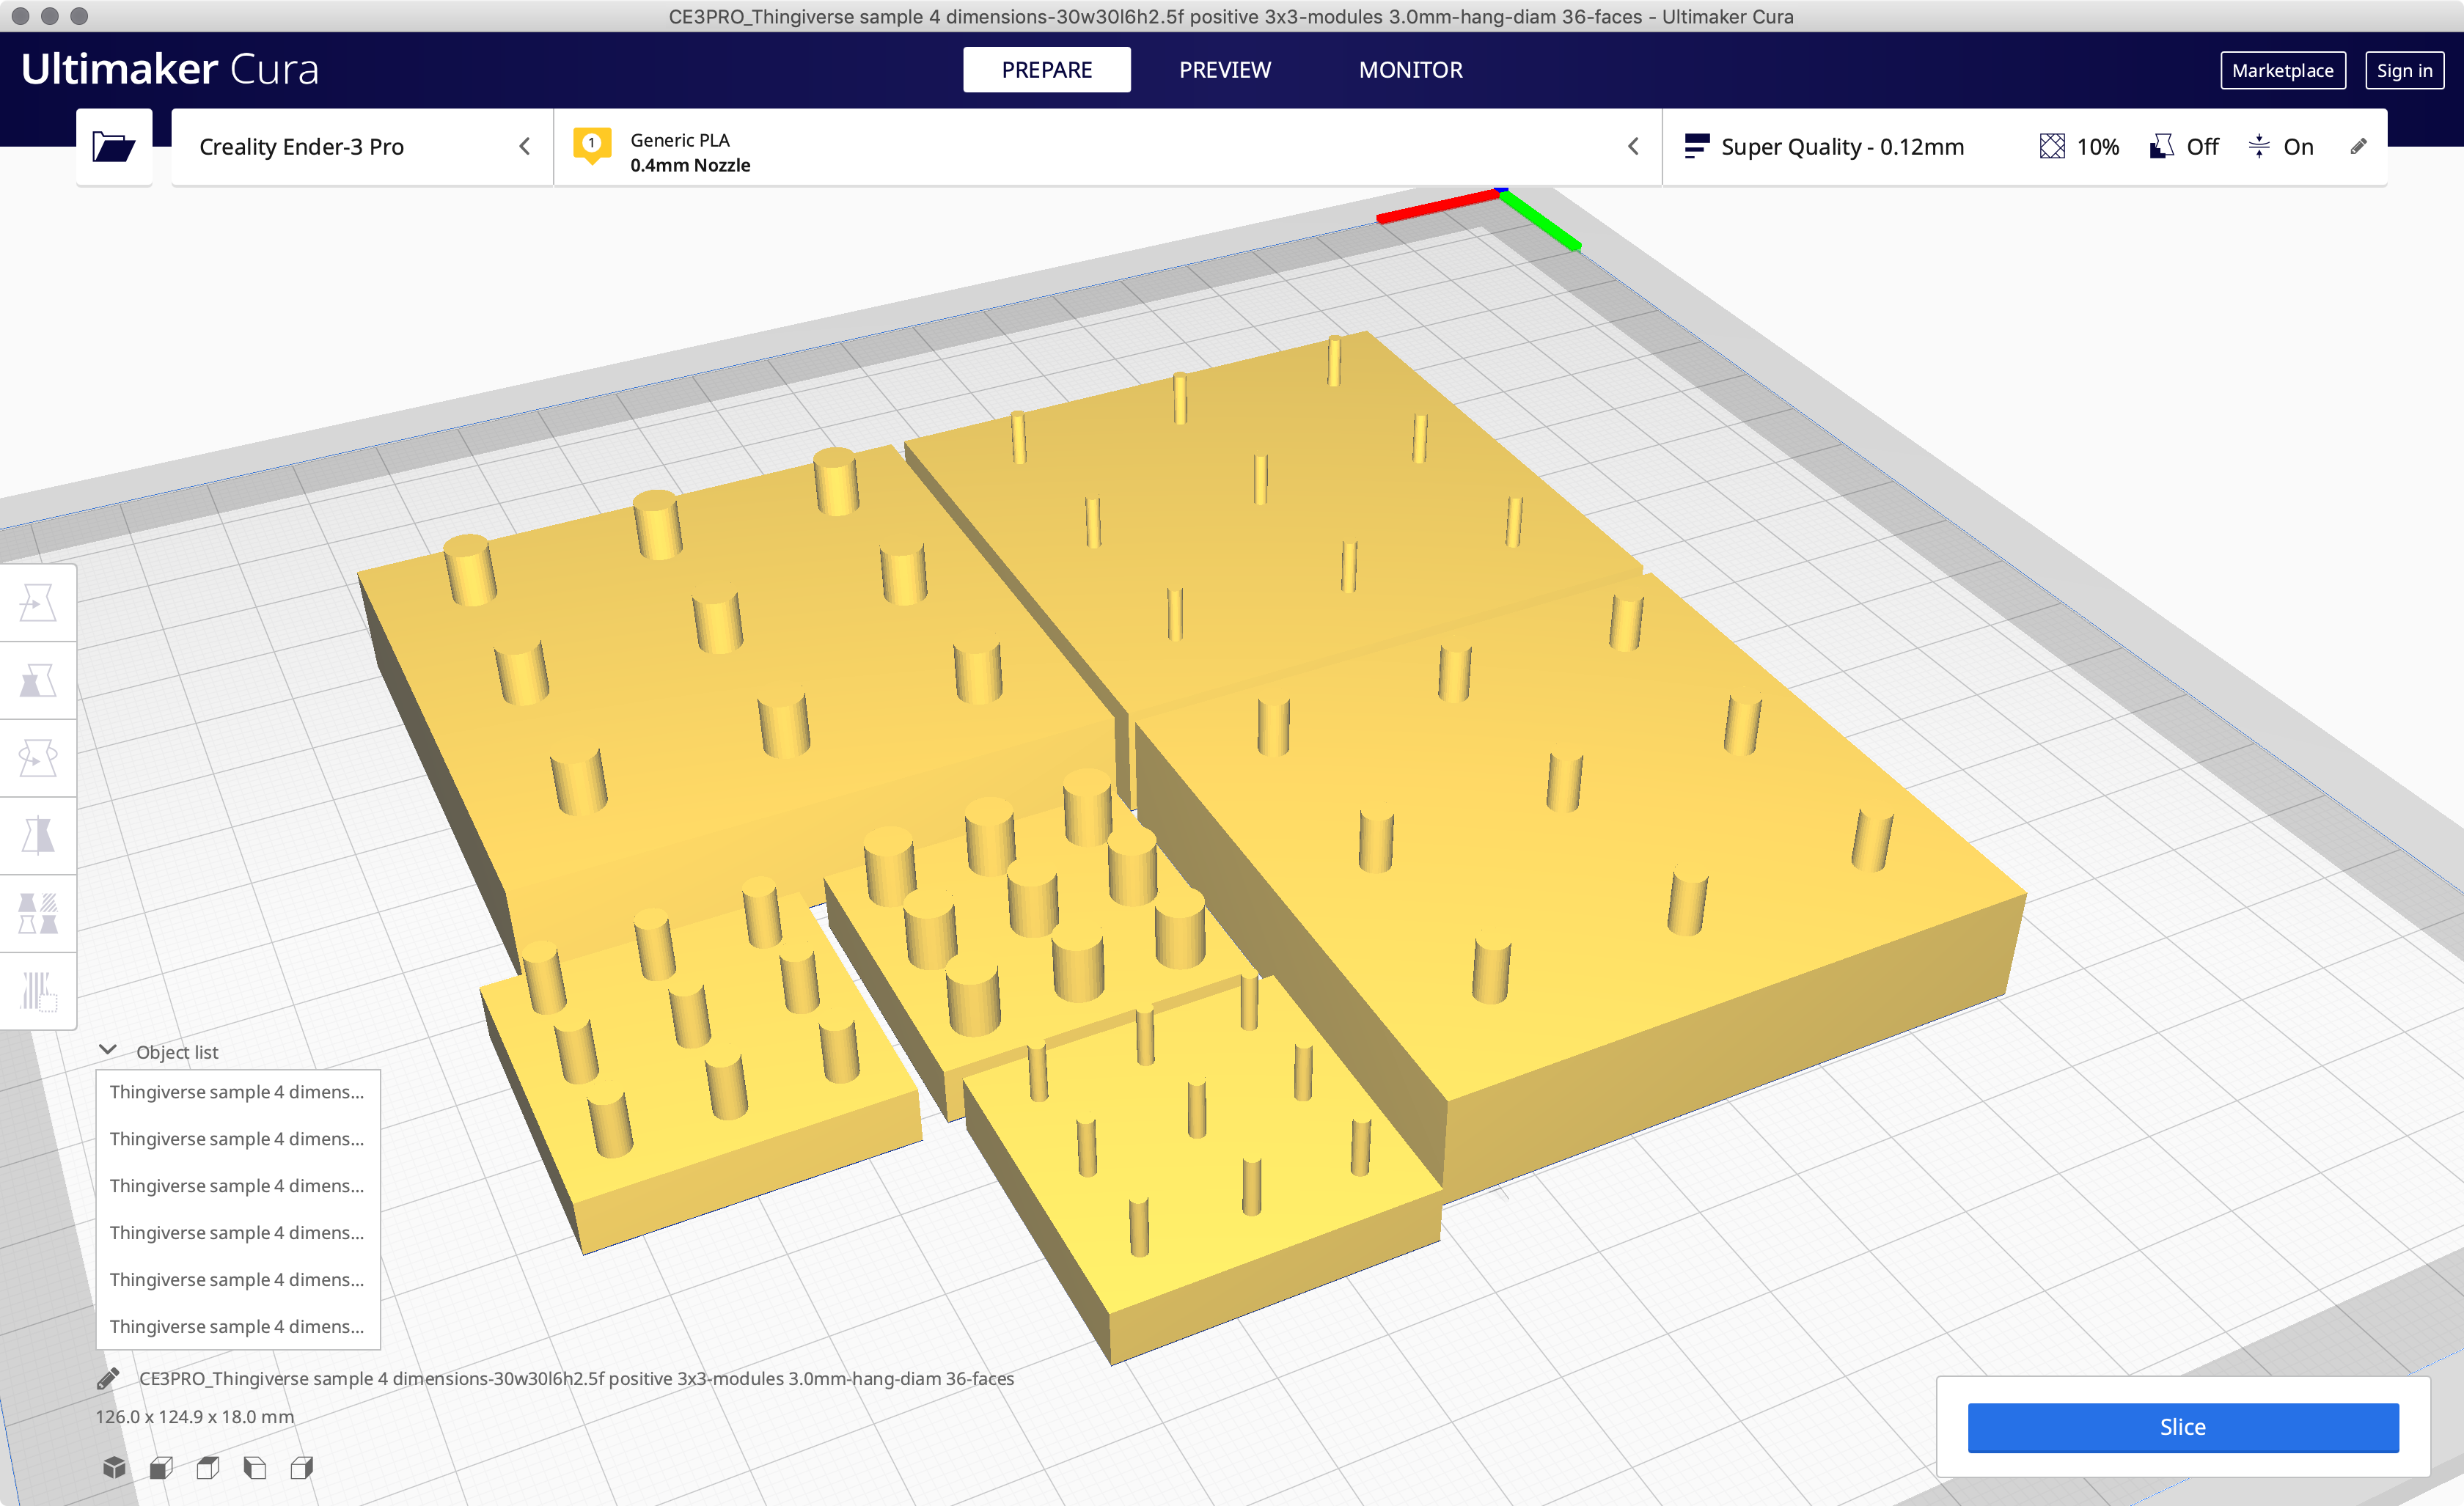 CE3PRO_Thingiverse sample 4 dimensions-30w30l6h2.5f positive 3x3-modules 3.0mm-hang-diam 36-faces - Ultimaker Cura
Ultimaker Cura
PREPARE
PREVIEW
MONITOR
Marketplace
Sign in
Creality Ender-3 Pro
1
Generic PLA
0.4mm Nozzle
Super Quality - 0.12mm
10%
Off
On
Object list
Thingiverse sample 4 dimens...
Thingiverse sample 4 dimens...
Thingiverse sample 4 dimens...
Thingiverse sample 4 dimens...
Thingiverse sample 4 dimens...
Thingiverse sample 4 dimens...
CE3PRO_Thingiverse sample 4 dimensions-30w30l6h2.5f positive 3x3-modules 3.0mm-hang-diam 36-faces
126.0 x 124.9 x 18.0 mm
Slice